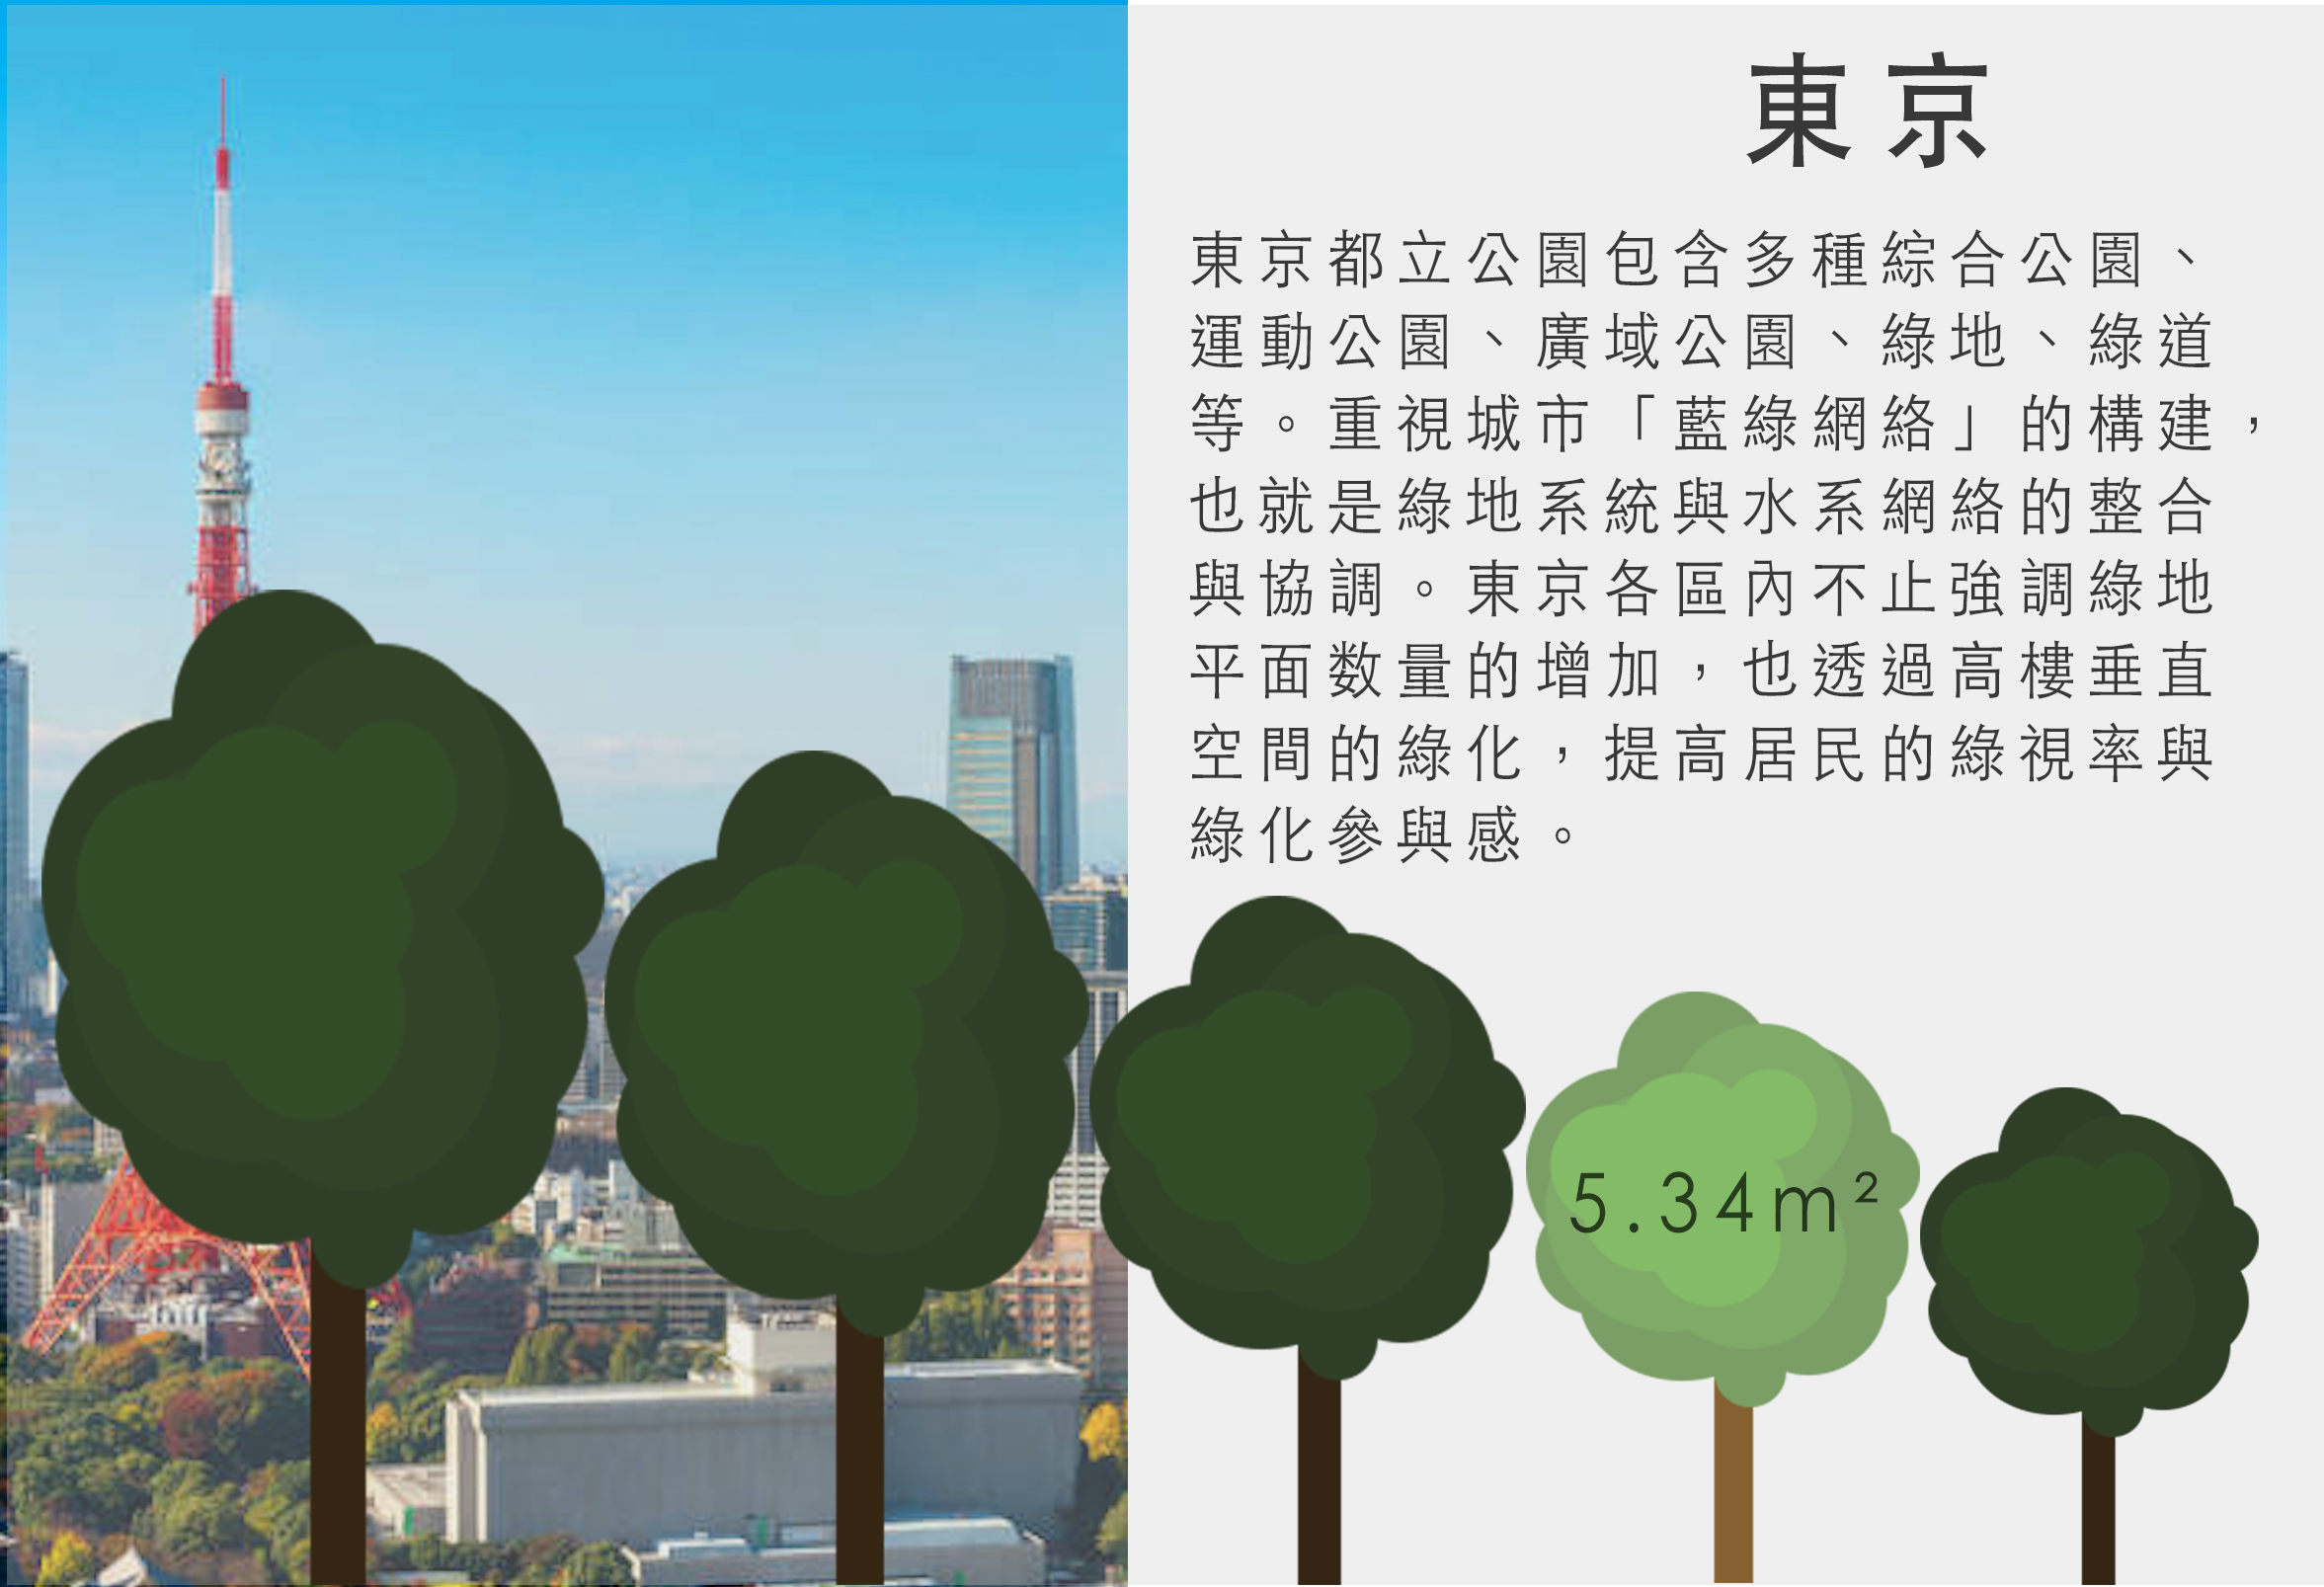 東京
東京都立公園包含多種綜合公園、
運動公園、廣域公園、綠地、綠道
等。重視城市「藍綠網絡」的構建，
也就是綠地系統與水系網絡的整合
與協調。東京各區內不止強調綠地
平面数量的增加，也透過高樓垂直
空間的綠化，提高居民的綠視率與
綠化參與感。
5.34m²